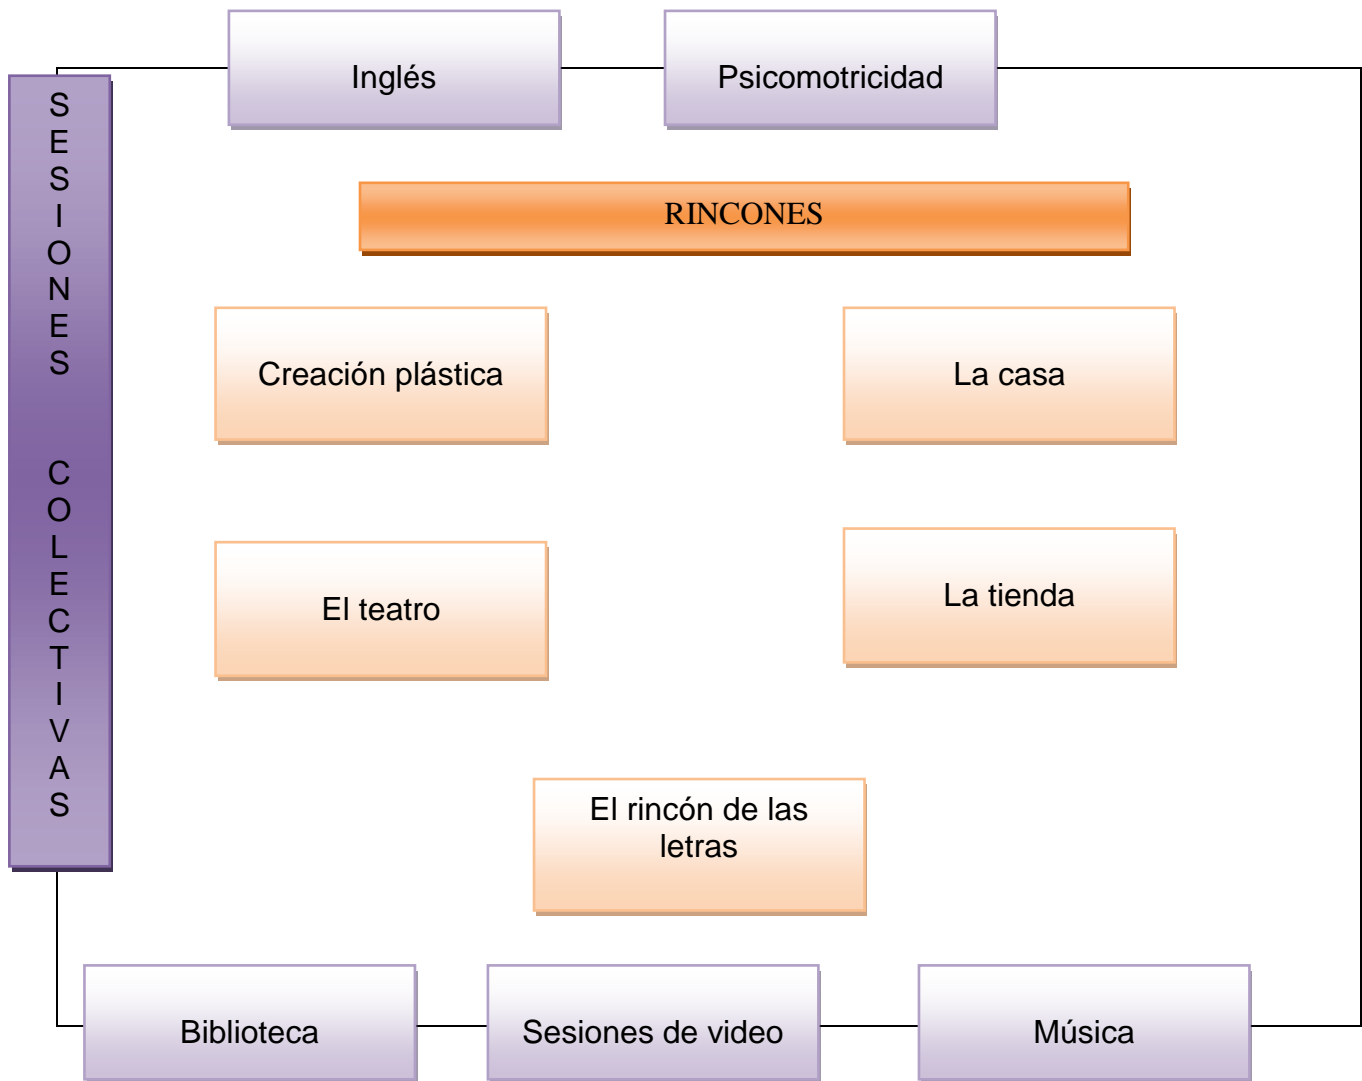 Inglés
Psicomotricidad
SESIONES COLECTIVAS
RINCONES
Creación plástica
La casa
El teatro
La tienda
El rincón de las
letras
Biblioteca
Sesiones de video
Música